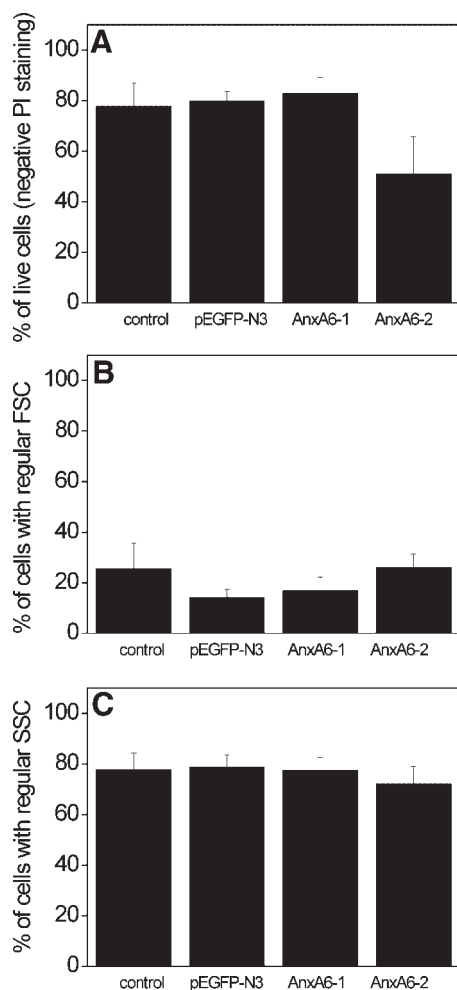 A
% of live cells (negative PI staining)
100
80
60
40
20
0
control pEGFP-N3 AnxA6-1 AnxA6-2
B
% of cells with regular FSC
100
80
60
40
20
0
control pEGFP-N3 AnxA6-1 AnxA6-2
C
% of cells with regular SSC
100
80
60
40
20
0
control pEGFP-N3 AnxA6-1 AnxA6-2